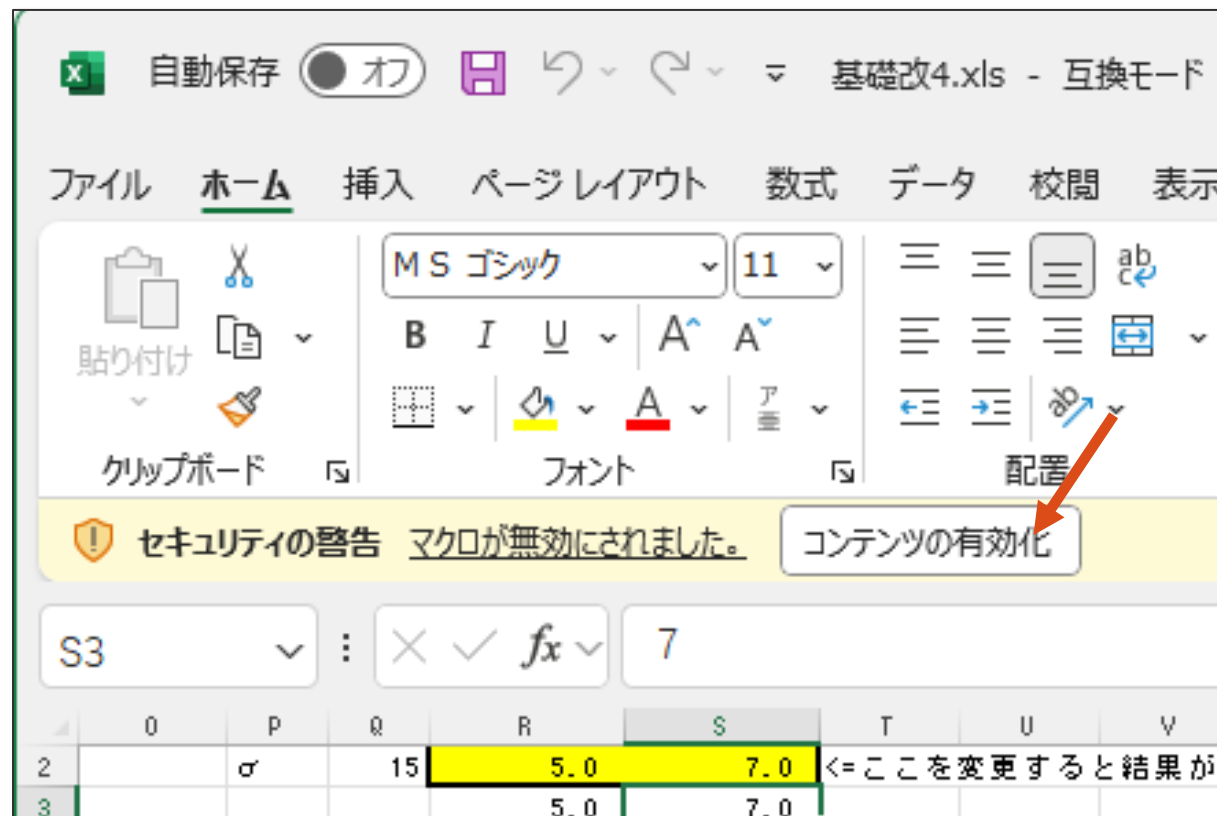 自動保存 オフ 基礎改4.xls - 互換モード
ファイル ホーム 挿入 ページ レイアウト 数式 データ 校閲 表示
ＭＳ ゴシック 11
ab
c
貼り付け
B I U A A
A ア
亜 ab
クリップボード フォント 配置
セキュリティの警告 マクロが無効にされました。 コンテンツの有効化
S3 fx 7
O P Q R S T U V
2 σ 15 5.0 7.0 <=ここを変更すると結果が
3 5.0 7.0